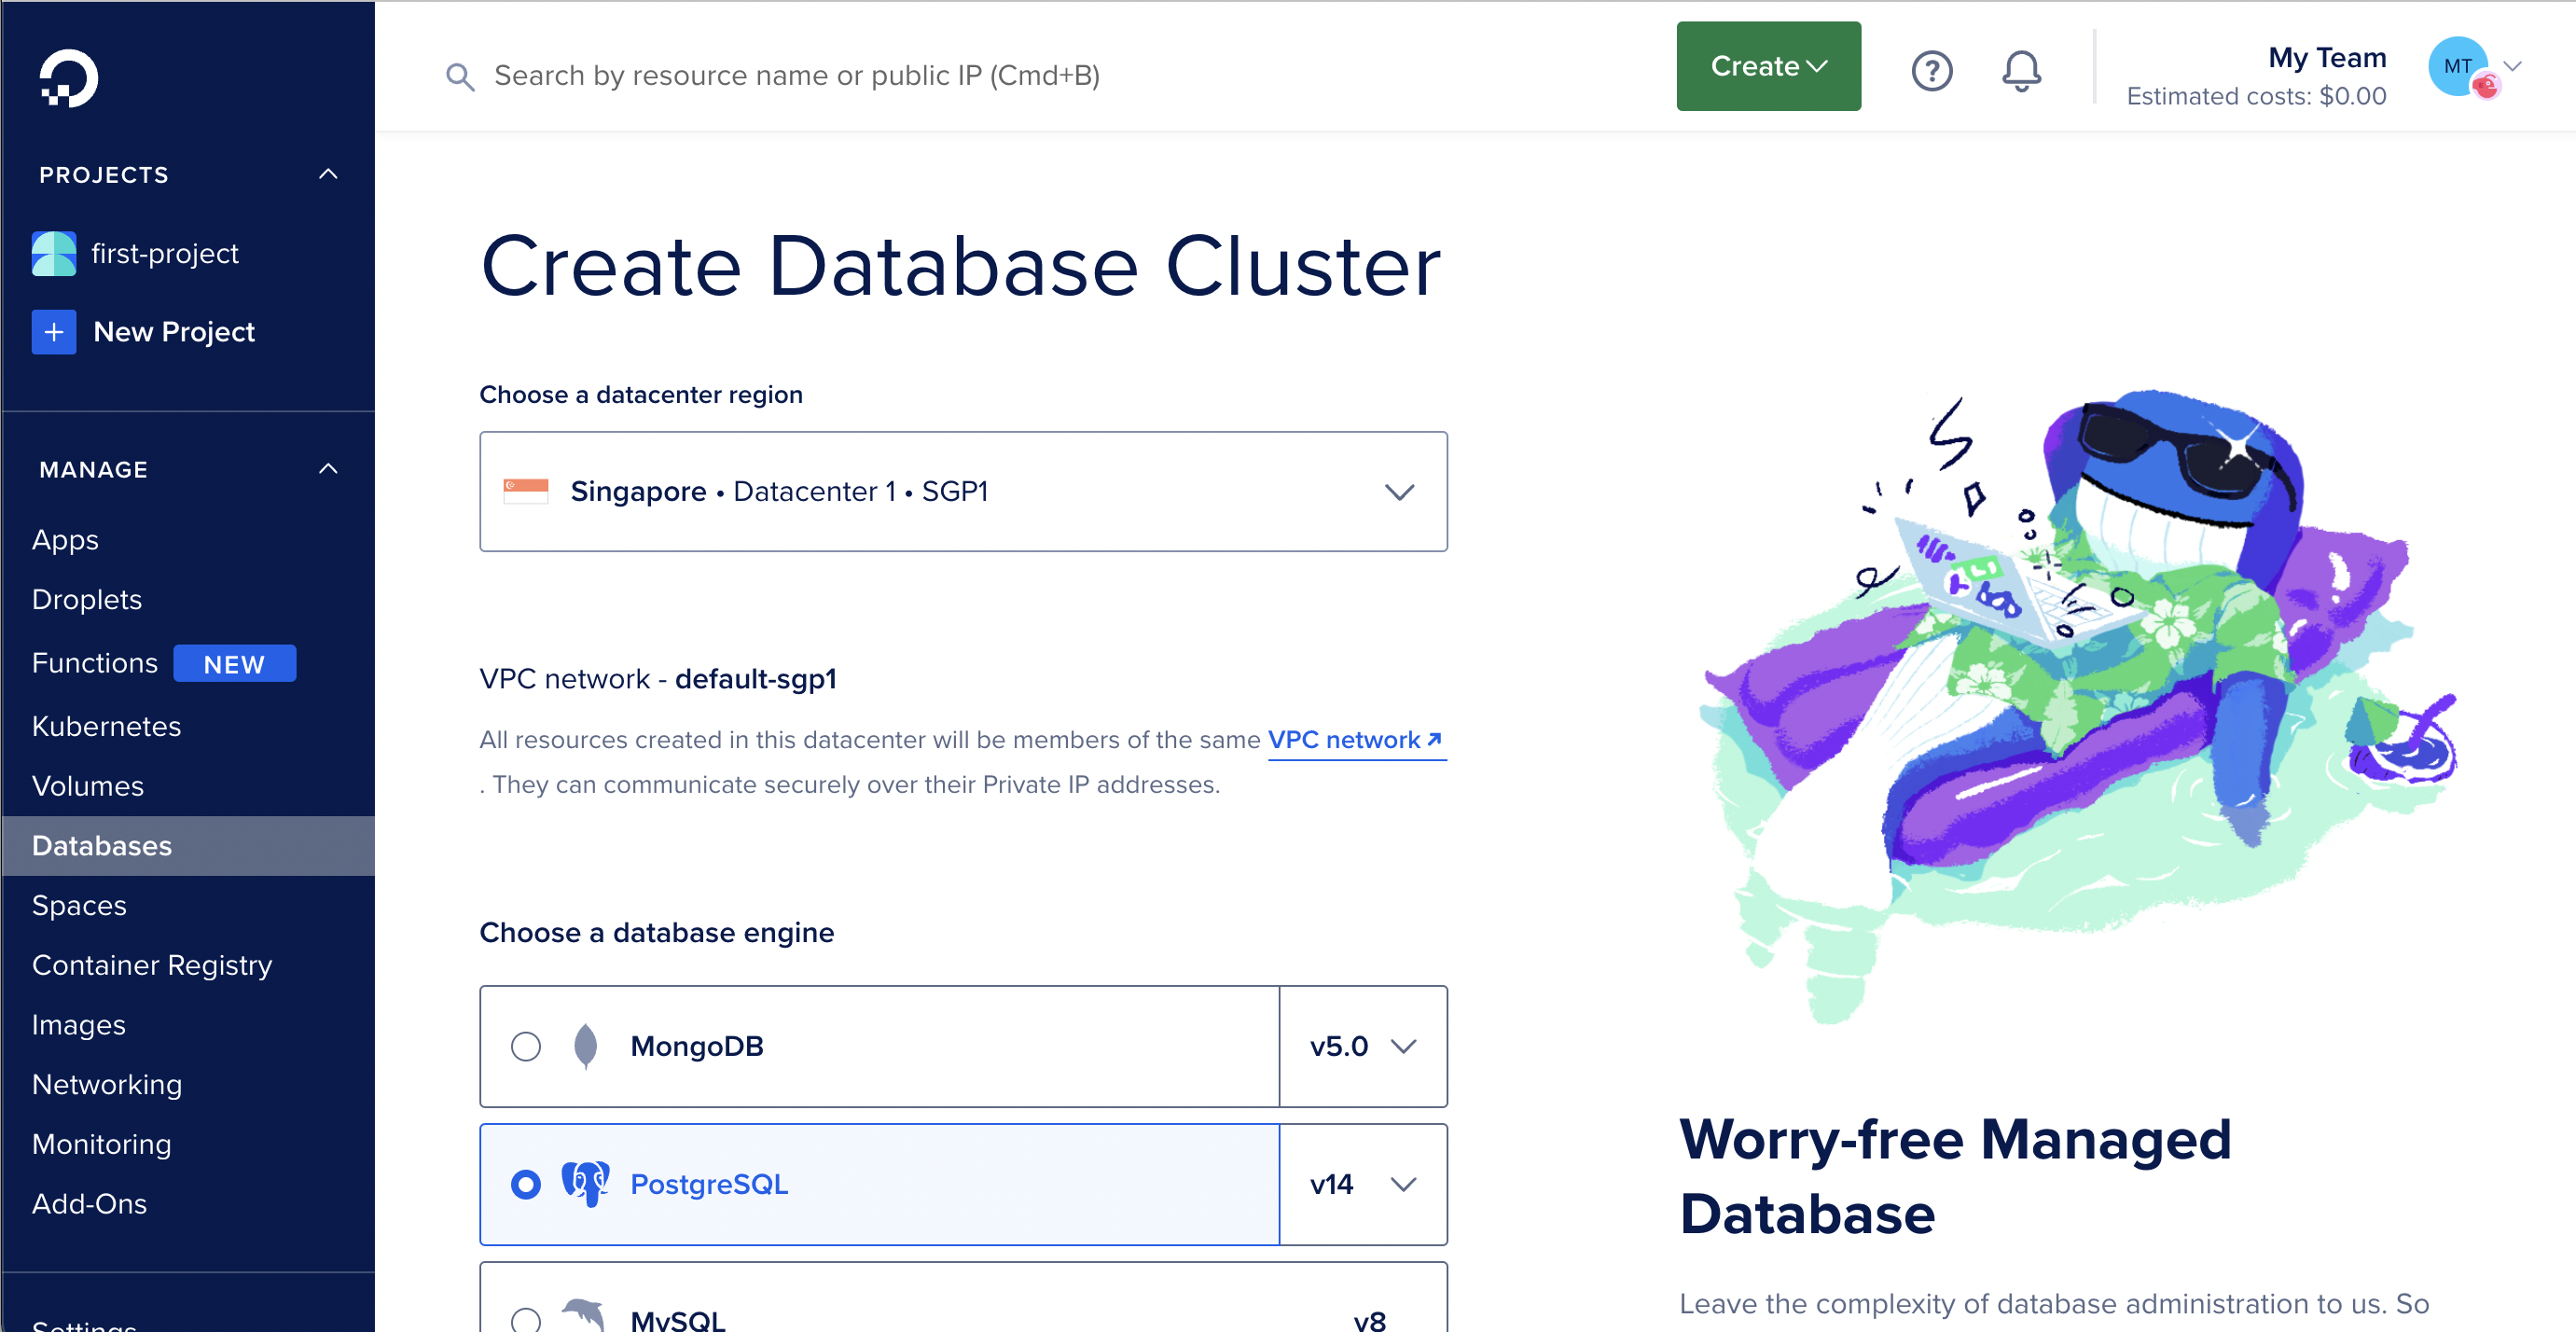 Search by resource name or public IP (Cmd+B)
Create
?
My Team
Estimated costs: $0.00
MT
PROJECTS
first-project
+ New Project
MANAGE
Apps
Droplets
Functions NEW
Kubernetes
Volumes
Databases
Spaces
Container Registry
Images
Networking
Monitoring
Add-Ons
Settings
Create Database Cluster
Choose a datacenter region
Singapore • Datacenter 1 • SGP1
VPC network - default-sgp1
All resources created in this datacenter will be members of the same VPC network
. They can communicate securely over their Private IP addresses.
Choose a database engine
MongoDB v5.0
PostgreSQL v14
MySQL v8
Worry-free Managed
Database
Leave the complexity of database administration to us. So